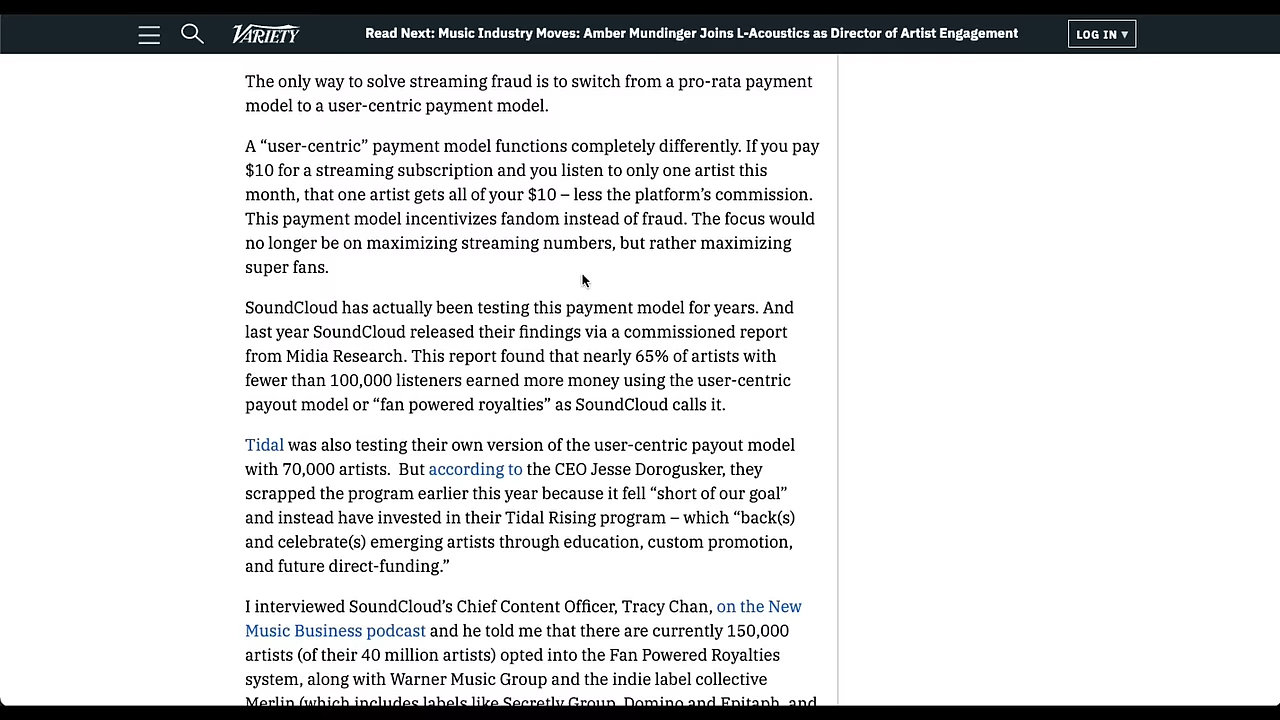 VARIETY
Read Next: Music Industry Moves: Amber Mundinger Joins L-Acoustics as Director of Artist Engagement
LOG IN ▾
The only way to solve streaming fraud is to switch from a pro-rata payment
model to a user-centric payment model.
A “user-centric” payment model functions completely differently. If you pay
$10 for a streaming subscription and you listen to only one artist this
month, that one artist gets all of your $10 – less the platform’s commission.
This payment model incentivizes fandom instead of fraud. The focus would
no longer be on maximizing streaming numbers, but rather maximizing
super fans.
SoundCloud has actually been testing this payment model for years. And
last year SoundCloud released their findings via a commissioned report
from Midia Research. This report found that nearly 65% of artists with
fewer than 100,000 listeners earned more money using the user-centric
payout model or “fan powered royalties” as SoundCloud calls it.
Tidal was also testing their own version of the user-centric payout model
with 70,000 artists.  But according to the CEO Jesse Dorogusker, they
scrapped the program earlier this year because it fell “short of our goal”
and instead have invested in their Tidal Rising program – which “back(s)
and celebrate(s) emerging artists through education, custom promotion,
and future direct-funding.”
I interviewed SoundCloud’s Chief Content Officer, Tracy Chan, on the New
Music Business podcast and he told me that there are currently 150,000
artists (of their 40 million artists) opted into the Fan Powered Royalties
system, along with Warner Music Group and the indie label collective
Merlin (which includes labels like Secretly Group, Domino and Epitaph, and